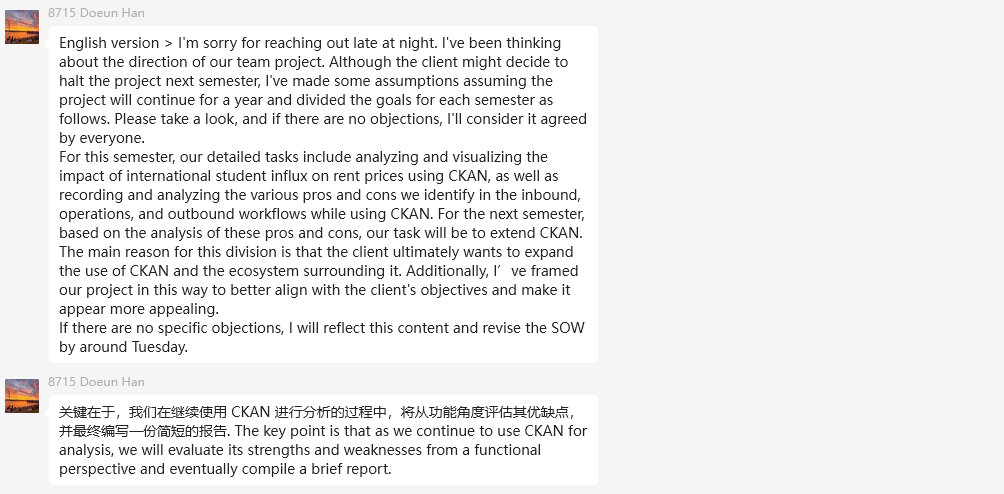 8715 Doeun Han
English version > I'm sorry for reaching out late at night. I've been thinking
about the direction of our team project. Although the client might decide to
halt the project next semester, I've made some assumptions assuming the
project will continue for a year and divided the goals for each semester as
follows. Please take a look, and if there are no objections, I'll consider it agreed
by everyone.
For this semester, our detailed tasks include analyzing and visualizing the
impact of international student influx on rent prices using CKAN, as well as
recording and analyzing the various pros and cons we identify in the inbound,
operations, and outbound workflows while using CKAN. For the next semester,
based on the analysis of these pros and cons, our task will be to extend CKAN.
The main reason for this division is that the client ultimately wants to expand
the use of CKAN and the ecosystem surrounding it. Additionally, I’ve framed
our project in this way to better align with the client's objectives and make it
appear more appealing.
If there are no specific objections, I will reflect this content and revise the SOW
by around Tuesday.
8715 Doeun Han
关键在于，我们在继续使用 CKAN 进行分析的过程中，将从功能角度评估其优缺点，
并最终编写一份简短的报告. The key point is that as we continue to use CKAN for
analysis, we will evaluate its strengths and weaknesses from a functional
perspective and eventually compile a brief report.